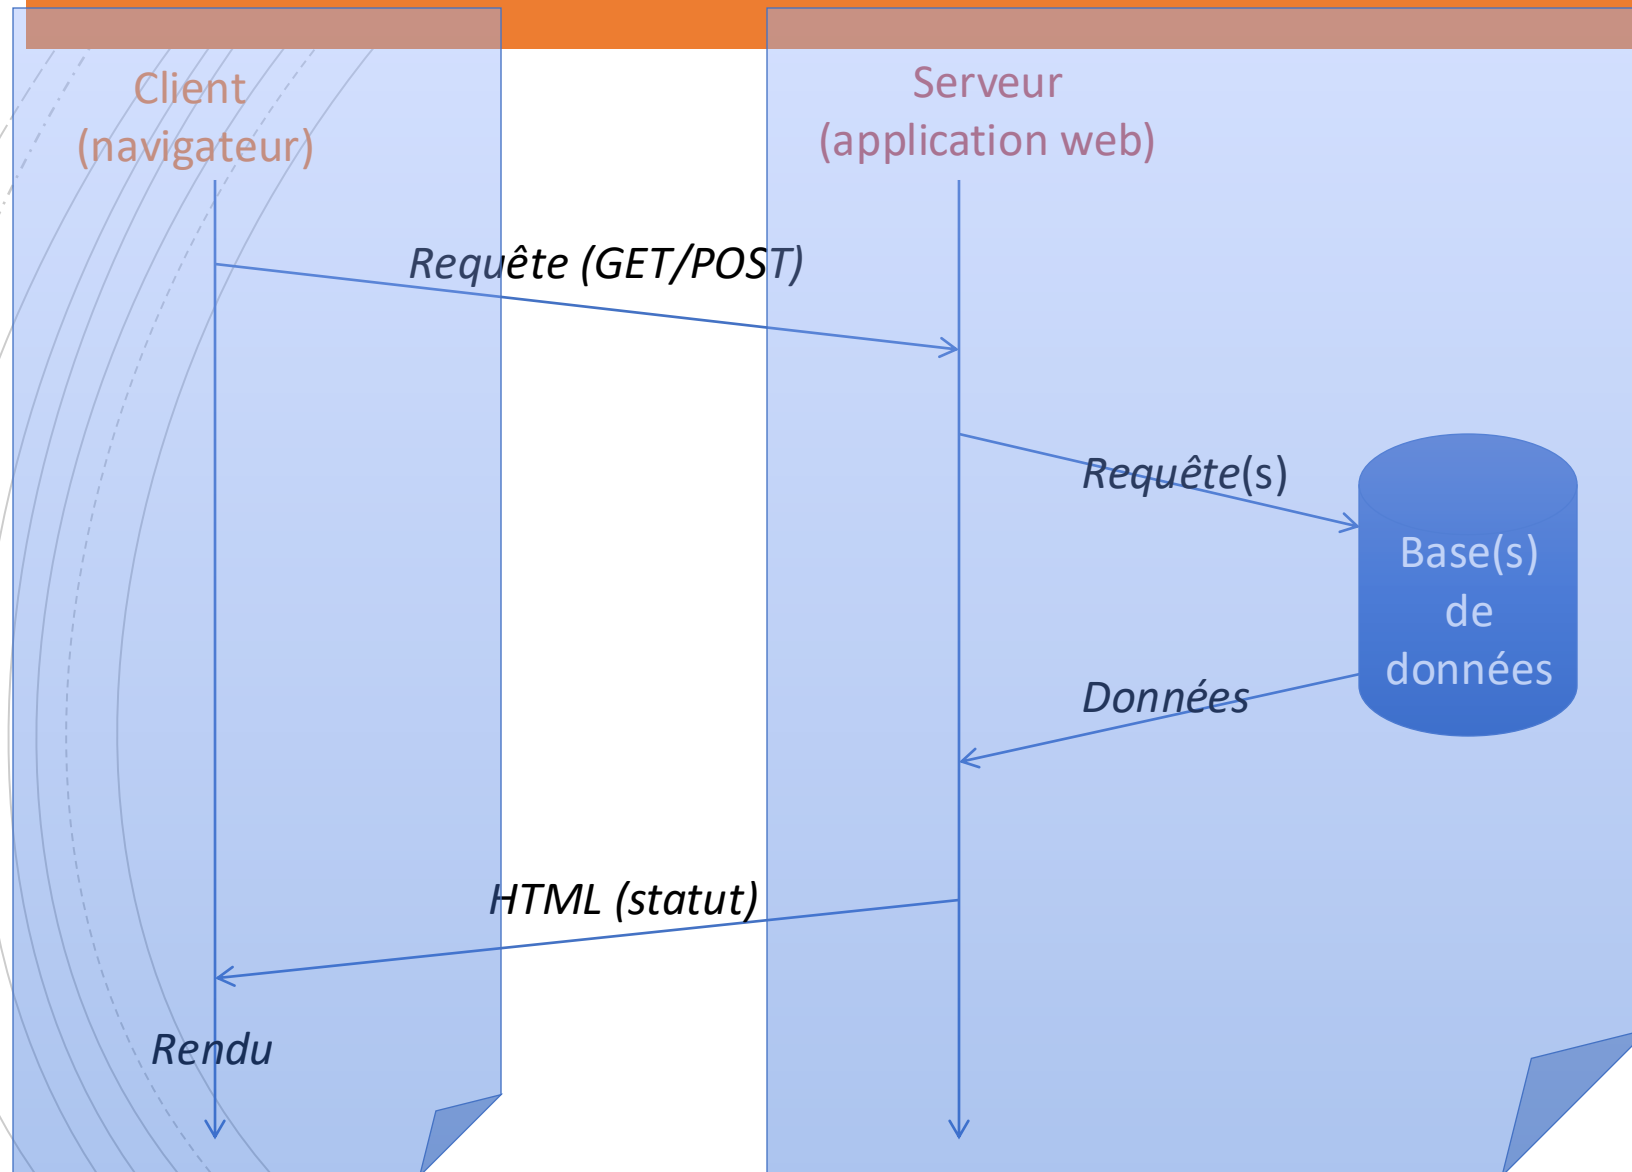 Client
(navigateur)
Serveur
(application web)
Requête (GET/POST)
Requête(s)
Base(s)
de
données
Données
HTML (statut)
Rendu